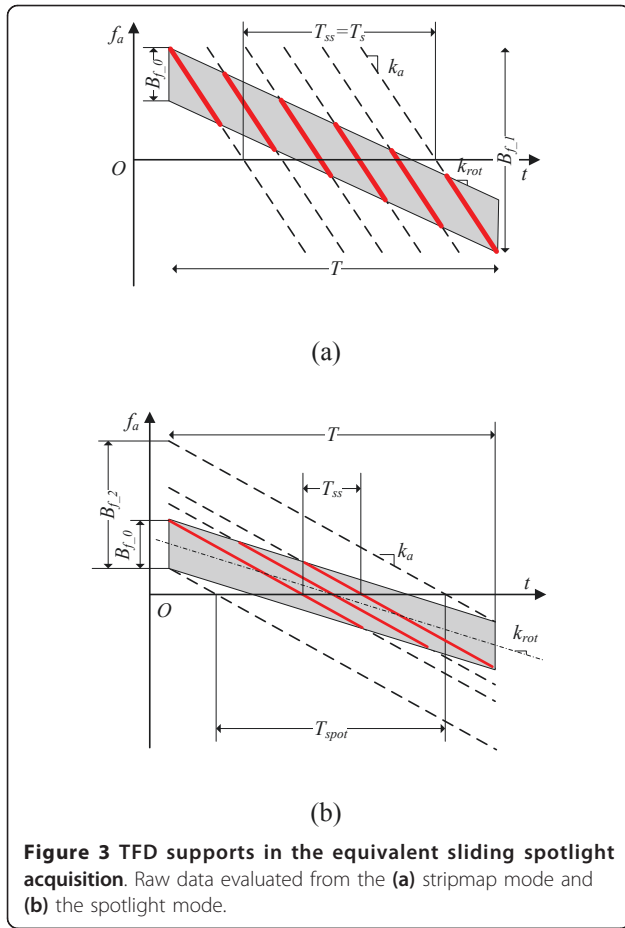 f_a
T_ss=T_s
B_f_0
k_a
B_f_1
O
k_rot
t
T
(a)
f_a
T
B_f_2
B_f_0
T_ss
k_a
O
t
k_rot
T_spot
(b)
Figure 3 TFD supports in the equivalent sliding spotlight
acquisition. Raw data evaluated from the (a) stripmap mode and
(b) the spotlight mode.